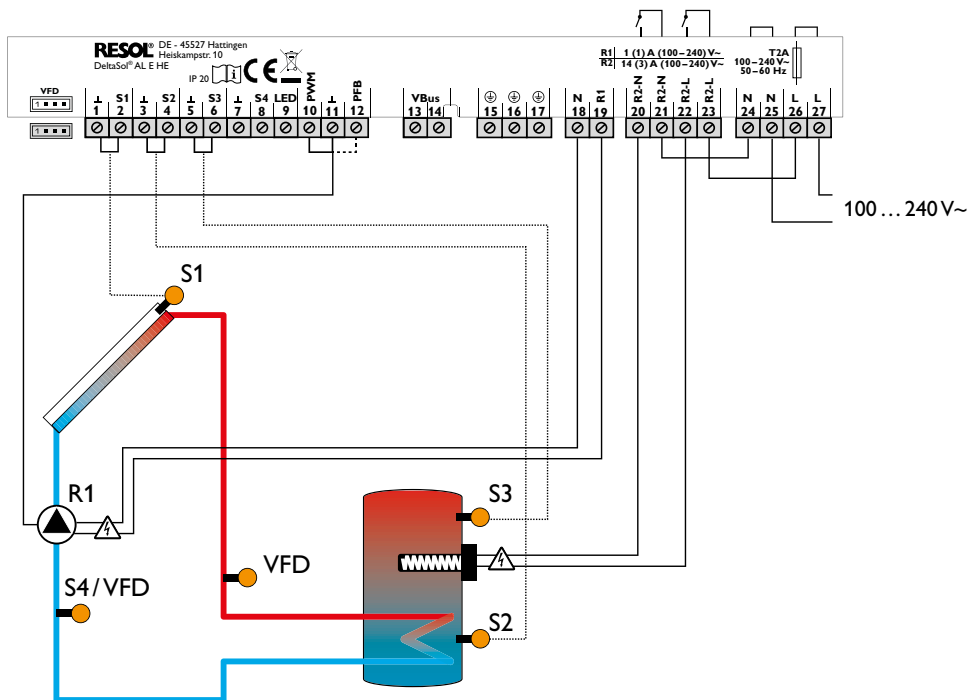 RESOL® DE - 45527 Hattingen
Heiskampstr. 10
DeltaSol® AL E HE
IP 20
i
CE
R1 1 (1) A (100–240) V~
R2 14 (3) A (100–240) V~
T2A
100–240 V~
50–60 Hz
VFD
1
1
⊥ S1 ⊥ S2 ⊥ S3 ⊥ S4 LED PWM ⊥ PFB
1 2 3 4 5 6 7 8 9 10 11 12
VBus
13 14
15 16 17
N R1 R2-N R2-N R2-L R2-L N N L L
18 19 20 21 22 23 24 25 26 27
100 ... 240 V~
S1
R1
S3
VFD
S4 / VFD
S2